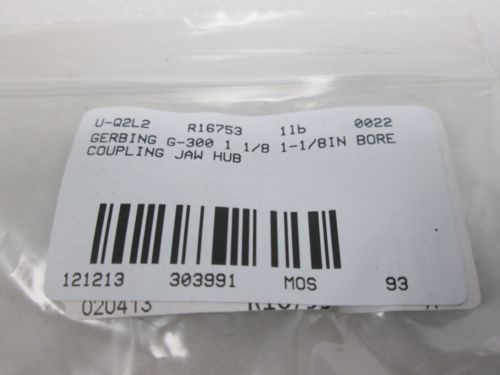 U-Q2L2 R16753 1lb 0022
GERBING G-300 1 1/8 1-1/8IN BORE
COUPLING JAW HUB
121213 303991 MOS 93
020413